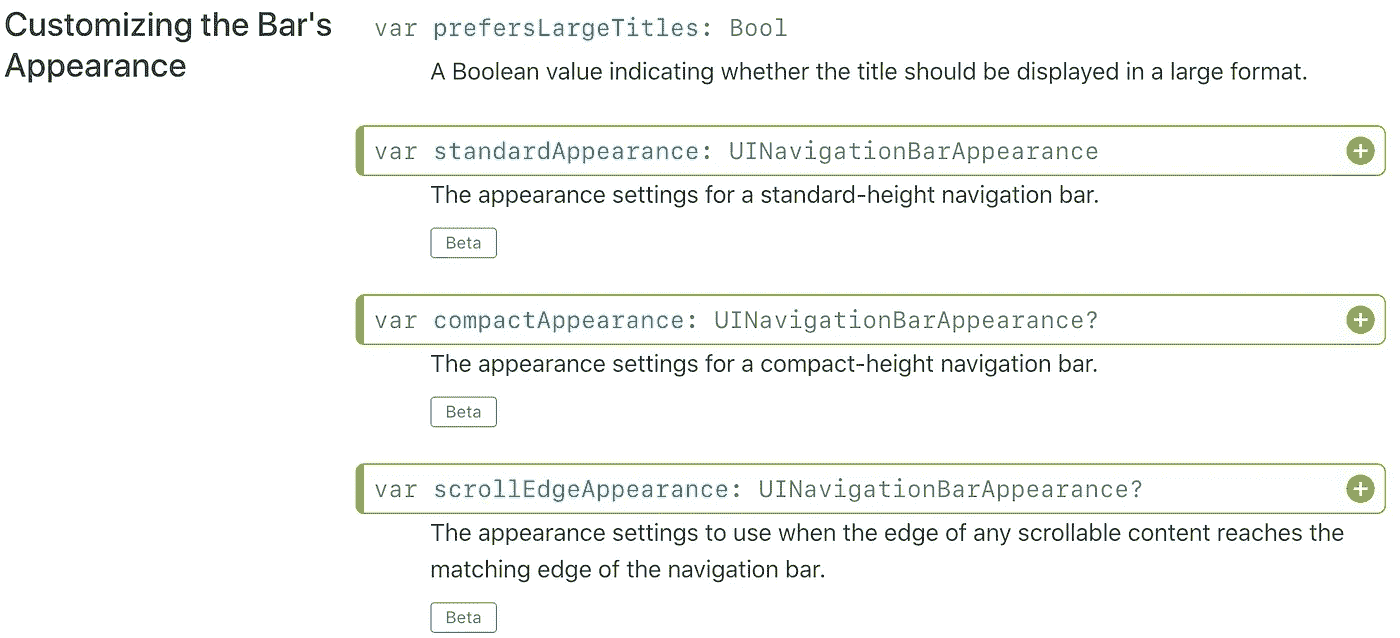 Customizing the Bar's
Appearance
var prefersLargeTitles: Bool
A Boolean value indicating whether the title should be displayed in a large format.
var standardAppearance: UINavigationBarAppearance
The appearance settings for a standard-height navigation bar.
Beta
var compactAppearance: UINavigationBarAppearance?
The appearance settings for a compact-height navigation bar.
Beta
var scrollEdgeAppearance: UINavigationBarAppearance?
The appearance settings to use when the edge of any scrollable content reaches the
matching edge of the navigation bar.
Beta